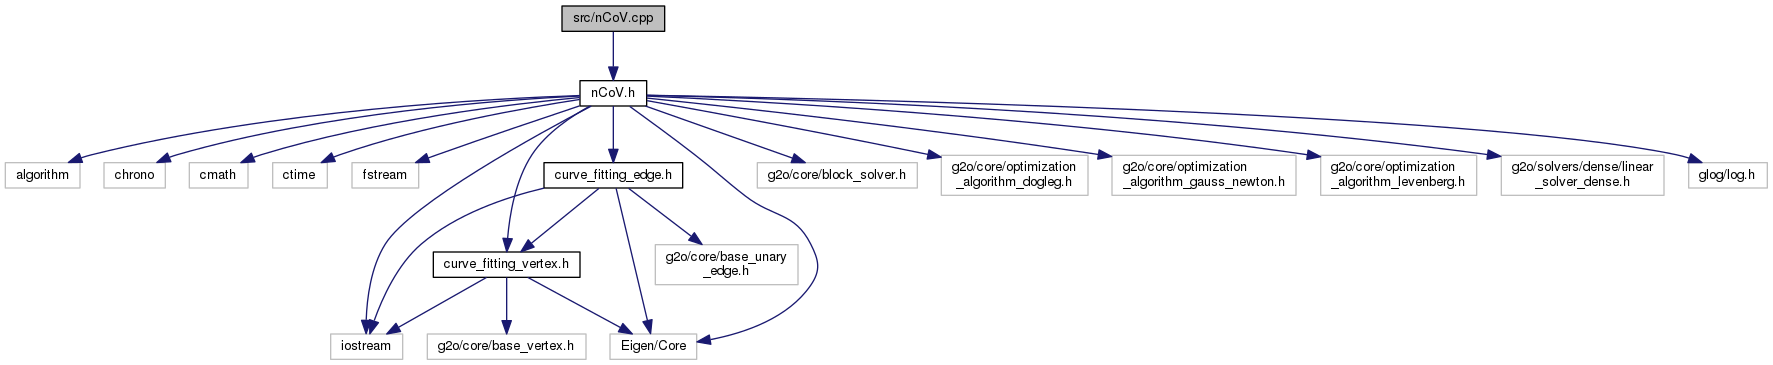 src/nCoV.cpp
nCoV.h
algorithm
chrono
cmath
ctime
fstream
curve_fitting_edge.h
g2o/core/block_solver.h
g2o/core/optimization
_algorithm_dogleg.h
g2o/core/optimization
_algorithm_gauss_newton.h
g2o/core/optimization
_algorithm_levenberg.h
g2o/solvers/dense/linear
_solver_dense.h
glog/log.h
curve_fitting_vertex.h
g2o/core/base_unary
_edge.h
iostream
g2o/core/base_vertex.h
Eigen/Core